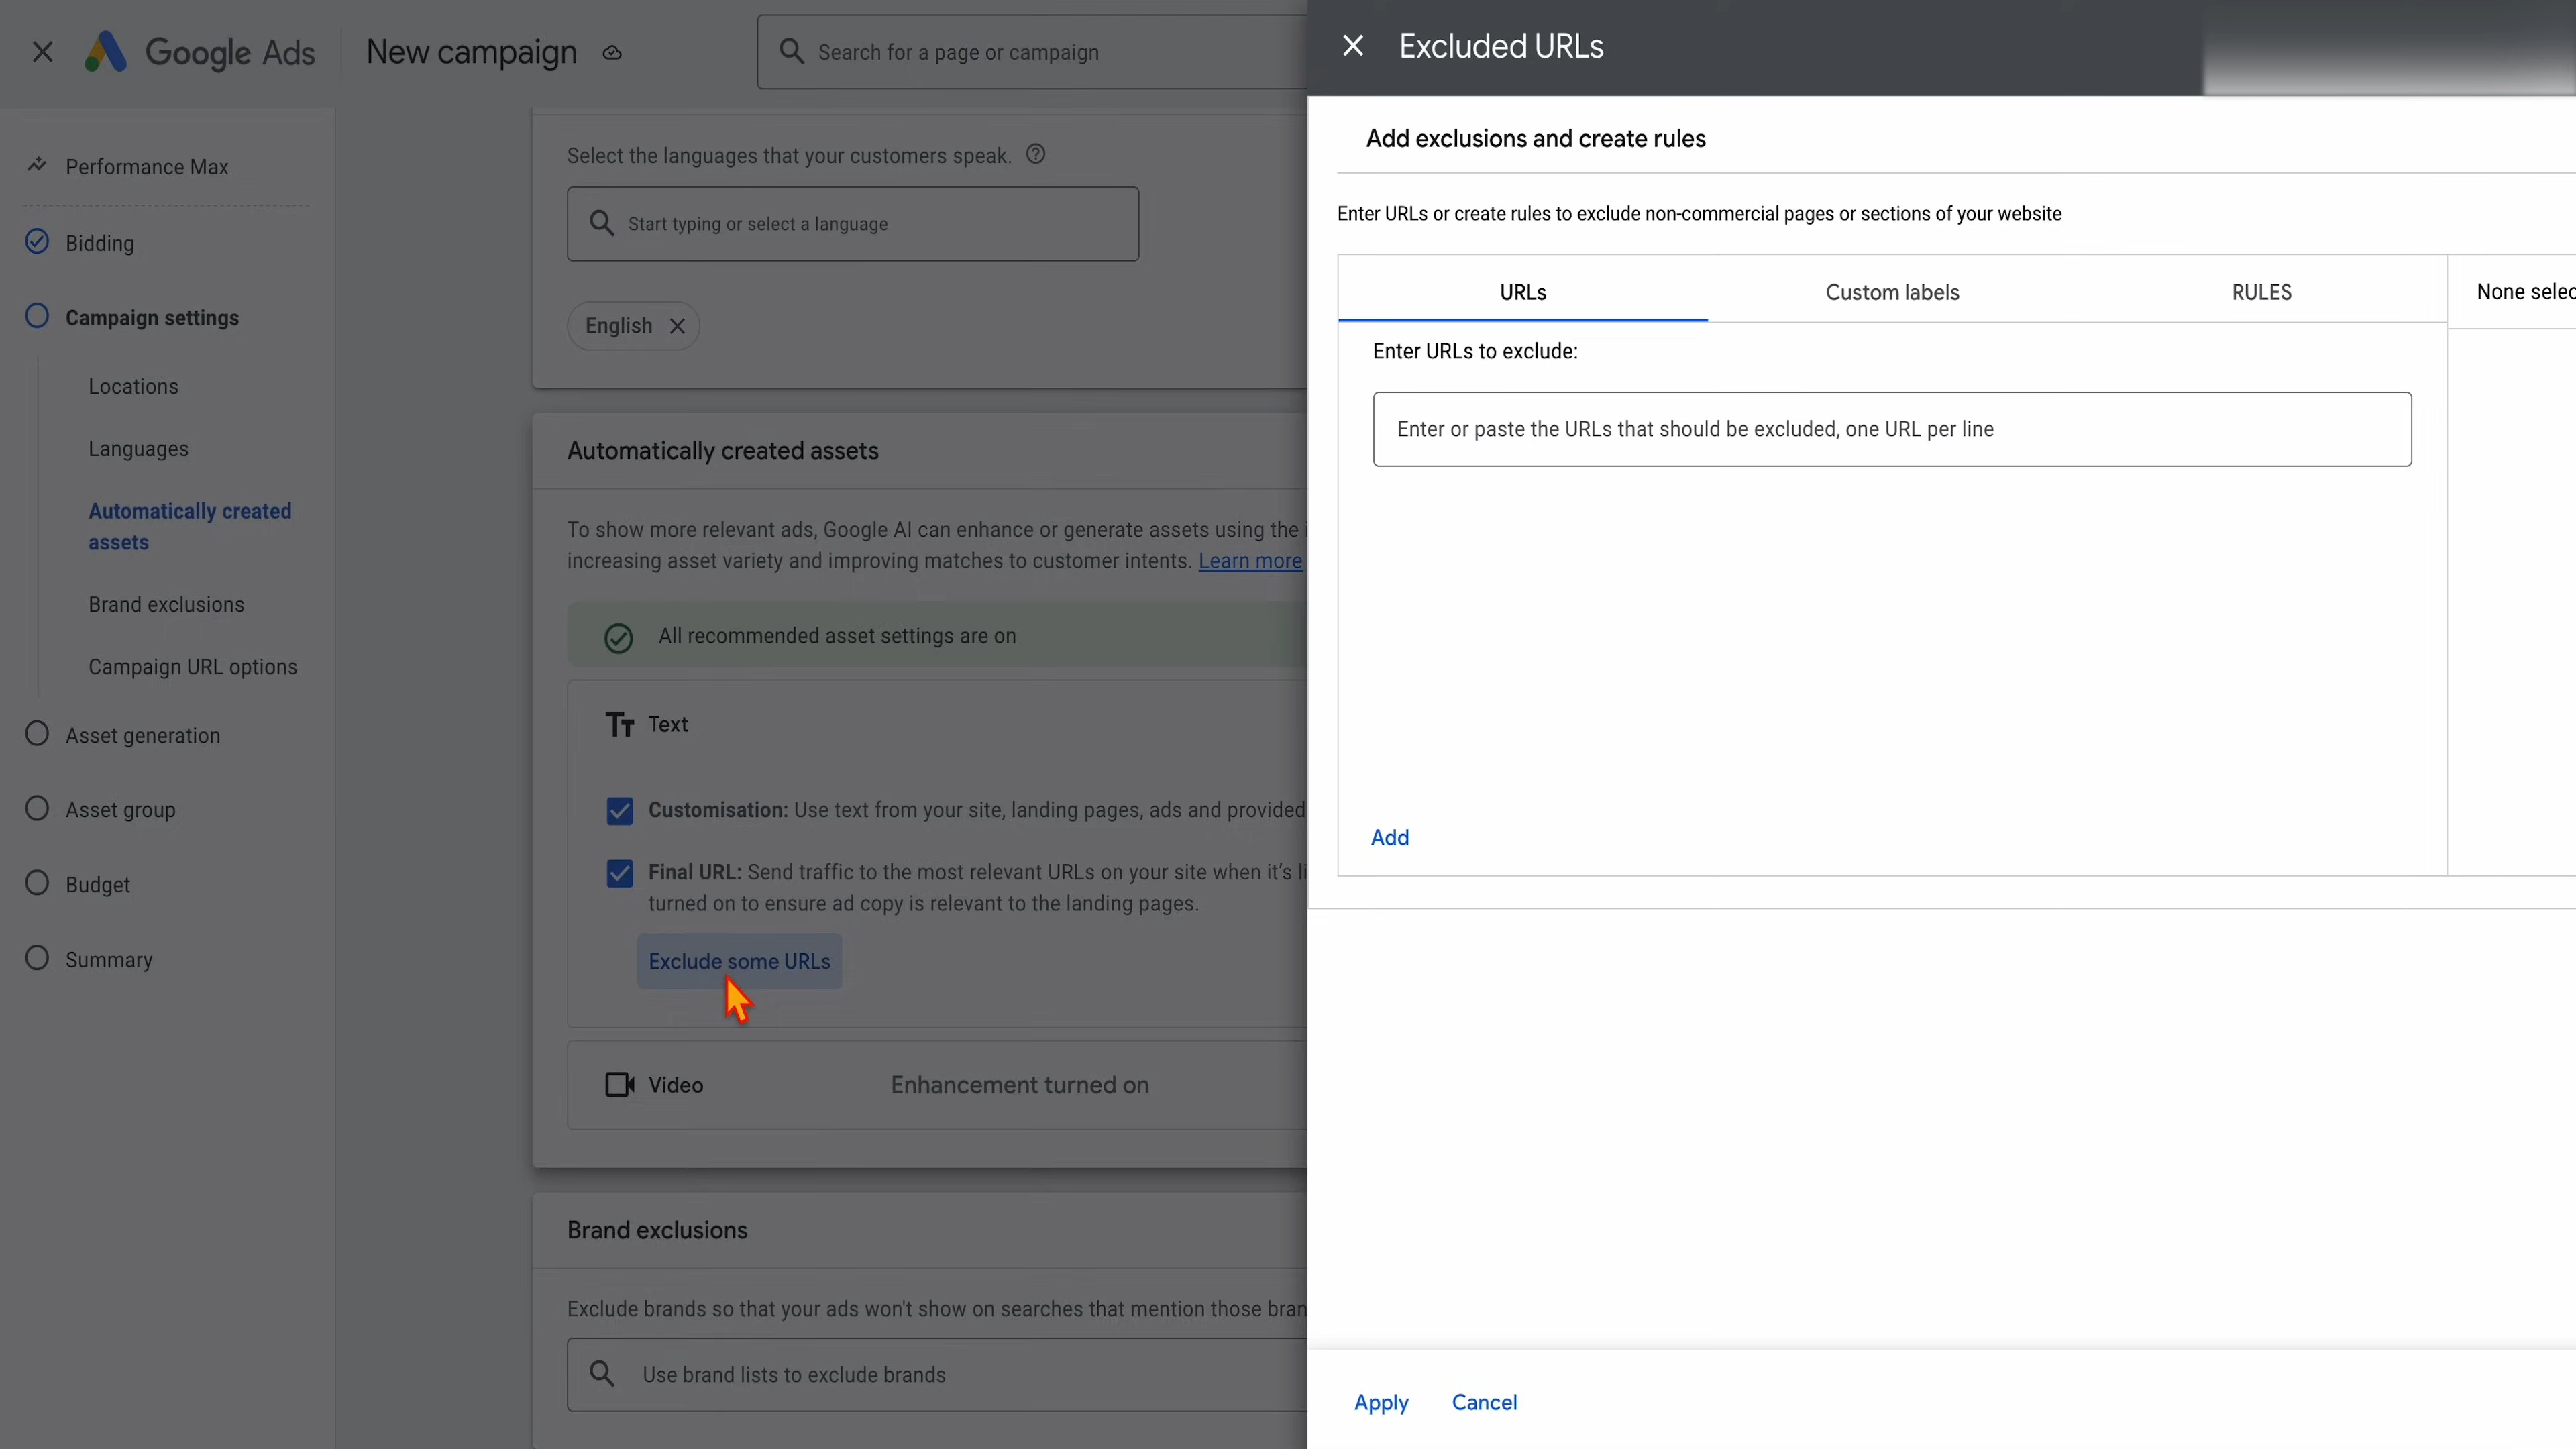 Google Ads
New campaign
Search for a page or campaign
Performance Max
Bidding
Campaign settings
Locations
Languages
Automatically created
assets
Brand exclusions
Campaign URL options
Asset generation
Asset group
Budget
Summary
Select the languages that your customers speak.
Start typing or select a language
English
Automatically created assets
To show more relevant ads, Google AI can enhance or generate assets using the
increasing asset variety and improving matches to customer intents. Learn more
All recommended asset settings are on
Text
Customisation: Use text from your site, landing pages, ads and provided
Final URL: Send traffic to the most relevant URLs on your site when it's
turned on to ensure ad copy is relevant to the landing pages.
Exclude some URLs
Video
Enhancement turned on
Brand exclusions
Exclude brands so that your ads won't show on searches that mention those
Use brand lists to exclude brands
Excluded URLs
Add exclusions and create rules
Enter URLs or create rules to exclude non-commercial pages or sections of your website
URLs
Custom labels
RULES
None selec
Enter URLs to exclude:
Enter or paste the URLs that should be excluded, one URL per line
Add
Apply
Cancel